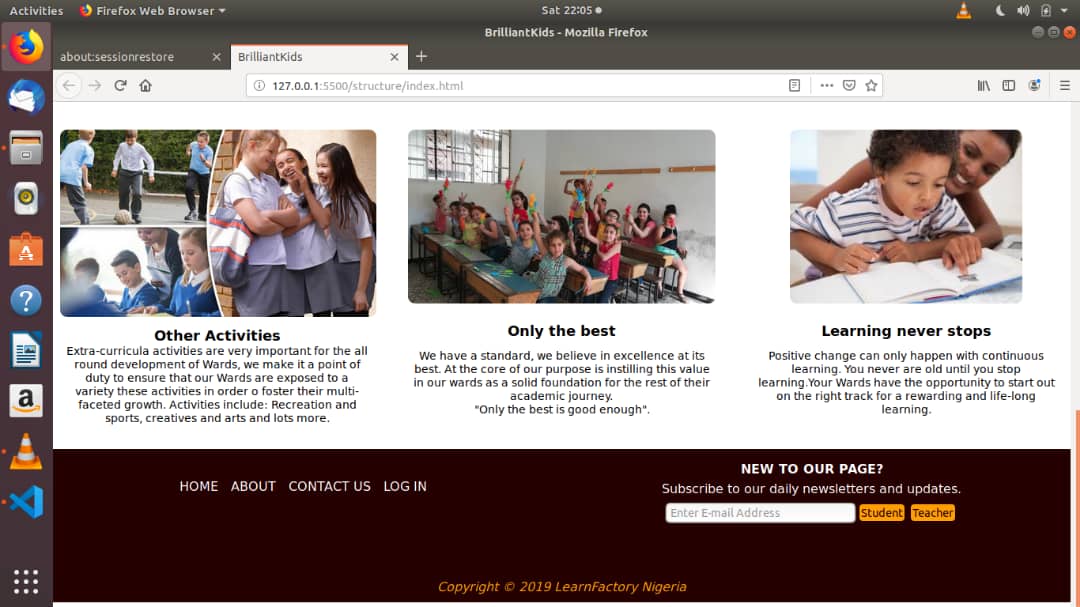 Activities Firefox Web Browser Sat 22:05
BrilliantKids - Mozilla Firefox
about:sessionrestore BrilliantKids
127.0.0.1:5500/structure/index.html
Other Activities
Extra-curricula activities are very important for the all
round development of Wards, we make it a point of
duty to ensure that our Wards are exposed to a
variety these activities in order o foster their multi-
faceted growth. Activities include: Recreation and
sports, creatives and arts and lots more.
Only the best
We have a standard, we believe in excellence at its
best. At the core of our purpose is instilling this value
in our wards as a solid foundation for the rest of their
academic journey.
"Only the best is good enough".
Learning never stops
Positive change can only happen with continuous
learning. You never are old until you stop
learning.Your Wards have the opportunity to start out
on the right track for a rewarding and life-long
learning.
HOME ABOUT CONTACT US LOG IN
NEW TO OUR PAGE?
Subscribe to our daily newsletters and updates.
Enter E-mail Address Student Teacher
Copyright © 2019 LearnFactory Nigeria